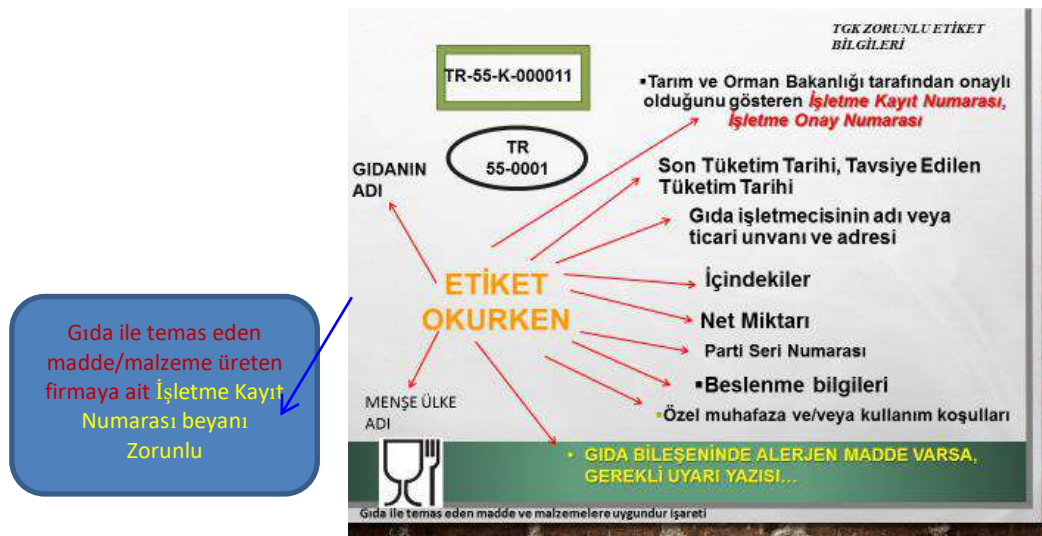 TGK ZORUNLU ETİKET
BİLGİLERİ
TR-55-K-000011
▪Tarım ve Orman Bakanlığı tarafından onaylı
olduğunu gösteren İşletme Kayıt Numarası,
İşletme Onay Numarası
TR
55-0001
GIDANIN
ADI
Son Tüketim Tarihi, Tavsiye Edilen
Tüketim Tarihi
Gıda işletmecisinin adı veya
ticari unvanı ve adresi
ETİKET
OKURKEN
İçindekiler
Net Miktarı
Parti Seri Numarası
▪Beslenme bilgileri
▪Özel muhafaza ve/veya kullanım koşulları
MENŞE ÜLKE
ADI
• GIDA BİLEŞENİNDE ALERJEN MADDE VARSA,
GEREKLİ UYARI YAZISI...
Gıda ile temas eden madde ve malzemelere uygundur işareti
Gıda ile temas eden
madde/malzeme üreten
firmaya ait İşletme Kayıt
Numarası beyanı
Zorunlu